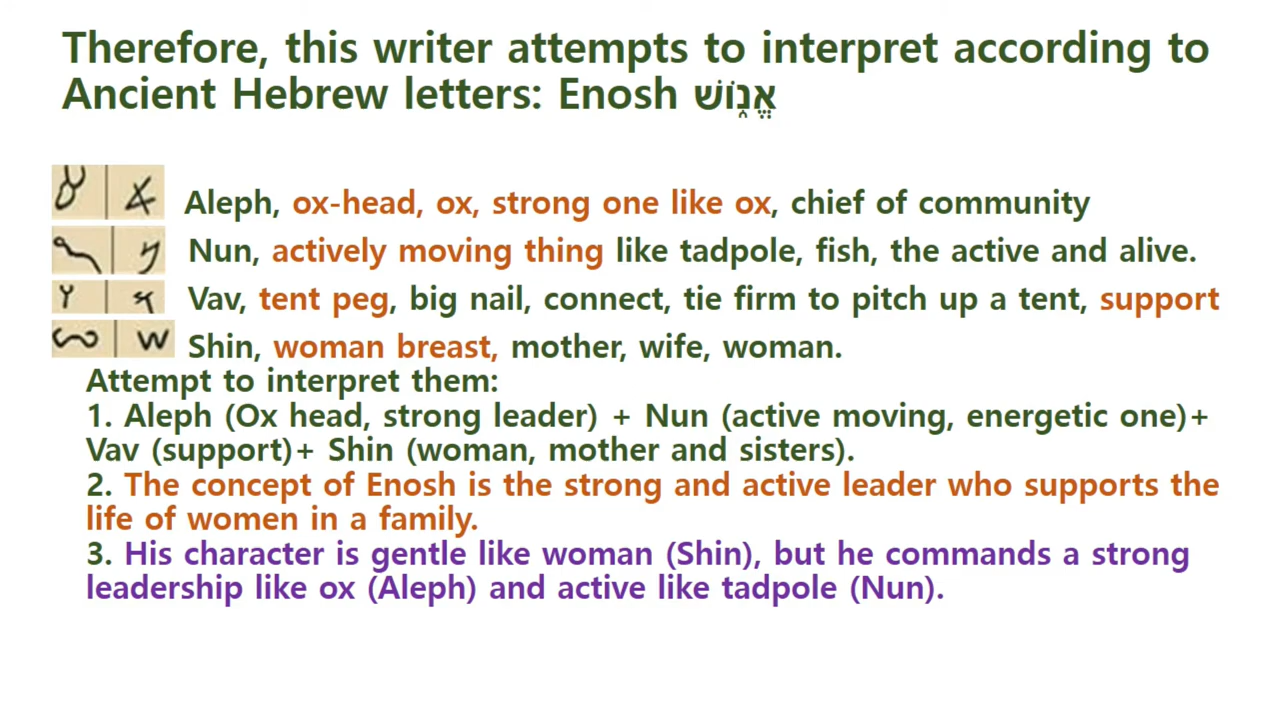 Therefore, this writer attempts to interpret according to
Ancient Hebrew letters: Enosh אֱנ֑וֹשׁ
Aleph, ox-head, ox, strong one like ox, chief of community
Nun, actively moving thing like tadpole, fish, the active and alive.
Vav, tent peg, big nail, connect, tie firm to pitch up a tent, support
Shin, woman breast, mother, wife, woman.
Attempt to interpret them:
1. Aleph (Ox head, strong leader) + Nun (active moving, energetic one)+
Vav (support)+ Shin (woman, mother and sisters).
2. The concept of Enosh is the strong and active leader who supports the
life of women in a family.
3. His character is gentle like woman (Shin), but he commands a strong
leadership like ox (Aleph) and active like tadpole (Nun).